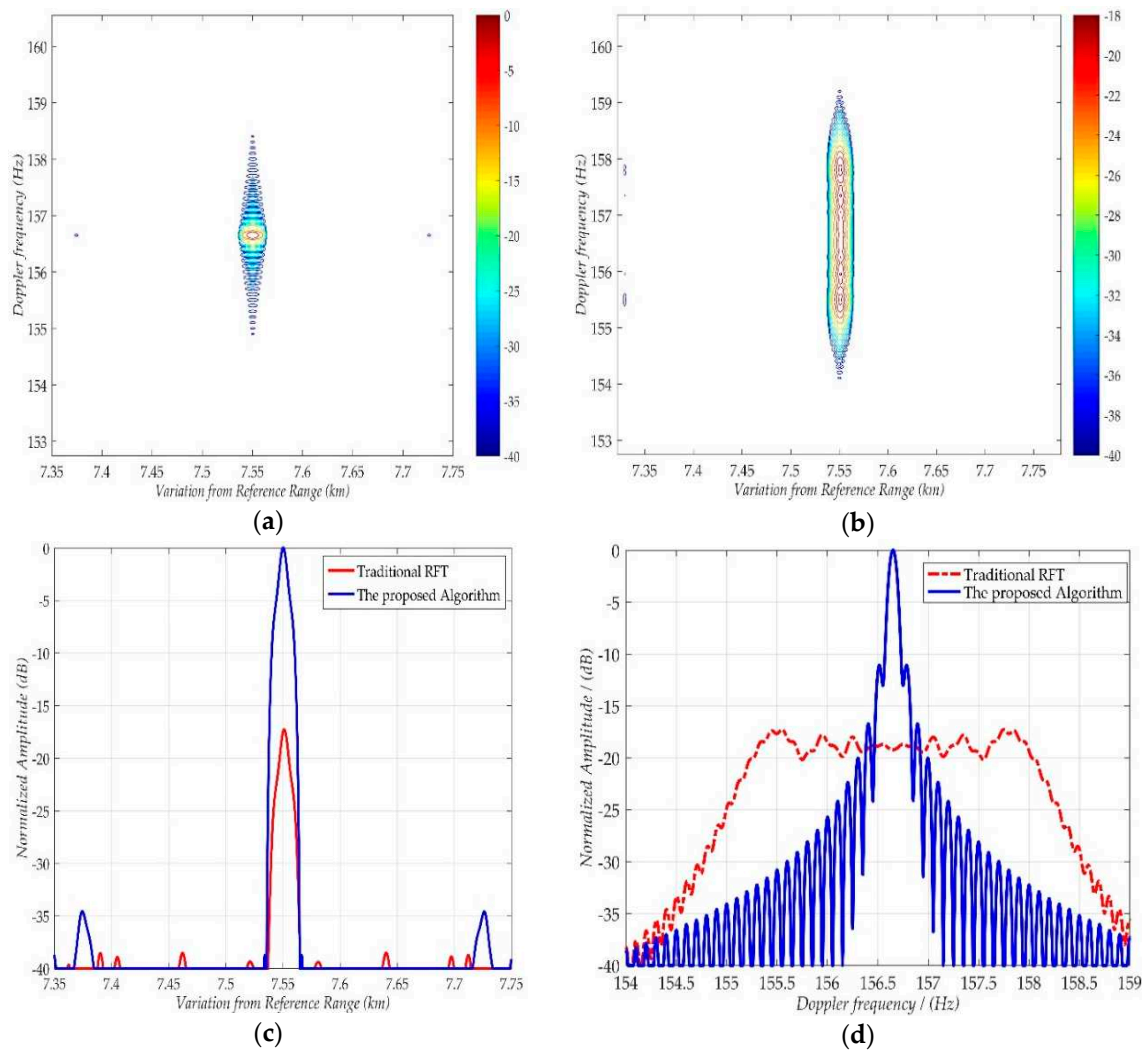 160
159
158
157
156
155
154
153
Doppler frequency (Hz)
7.35 7.4 7.45 7.5 7.55 7.6 7.65 7.7 7.75
Variation from Reference Range (km)
0
-5
-10
-15
-20
-25
-30
-35
-40
(a)
160
159
158
157
156
155
154
153
Doppler frequency (Hz)
7.35 7.4 7.45 7.5 7.55 7.6 7.65 7.7 7.75
Variation from Reference Range (km)
-18
-20
-22
-24
-26
-28
-30
-32
-34
-36
-38
-40
(b)
0
-5
-10
-15
-20
-25
-30
-35
-40
Normalized Amplitude (dB)
Traditional RFT
The proposed Algorithm
7.35 7.4 7.45 7.5 7.55 7.6 7.65 7.7 7.75
Variation from Reference Range (km)
(c)
0
-5
-10
-15
-20
-25
-30
-35
-40
Normalized Amplitude / (dB)
Traditional RFT
The proposed Algorithm
154 154.5 155 155.5 156 156.5 157 157.5 158 158.5 159
Doppler frequency / (Hz)
(d)